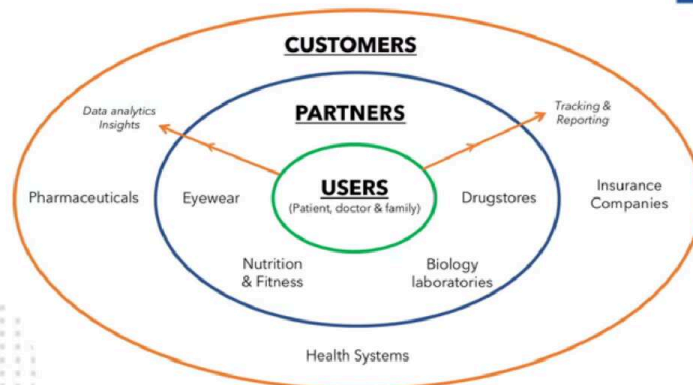 CUSTOMERS
Data analytics
Insights
PARTNERS
Tracking &
Reporting
Pharmaceuticals
Eyewear
USERS
(Patient, doctor & family)
Drugstores
Insurance
Companies
Nutrition
& Fitness
Biology
laboratories
Health Systems